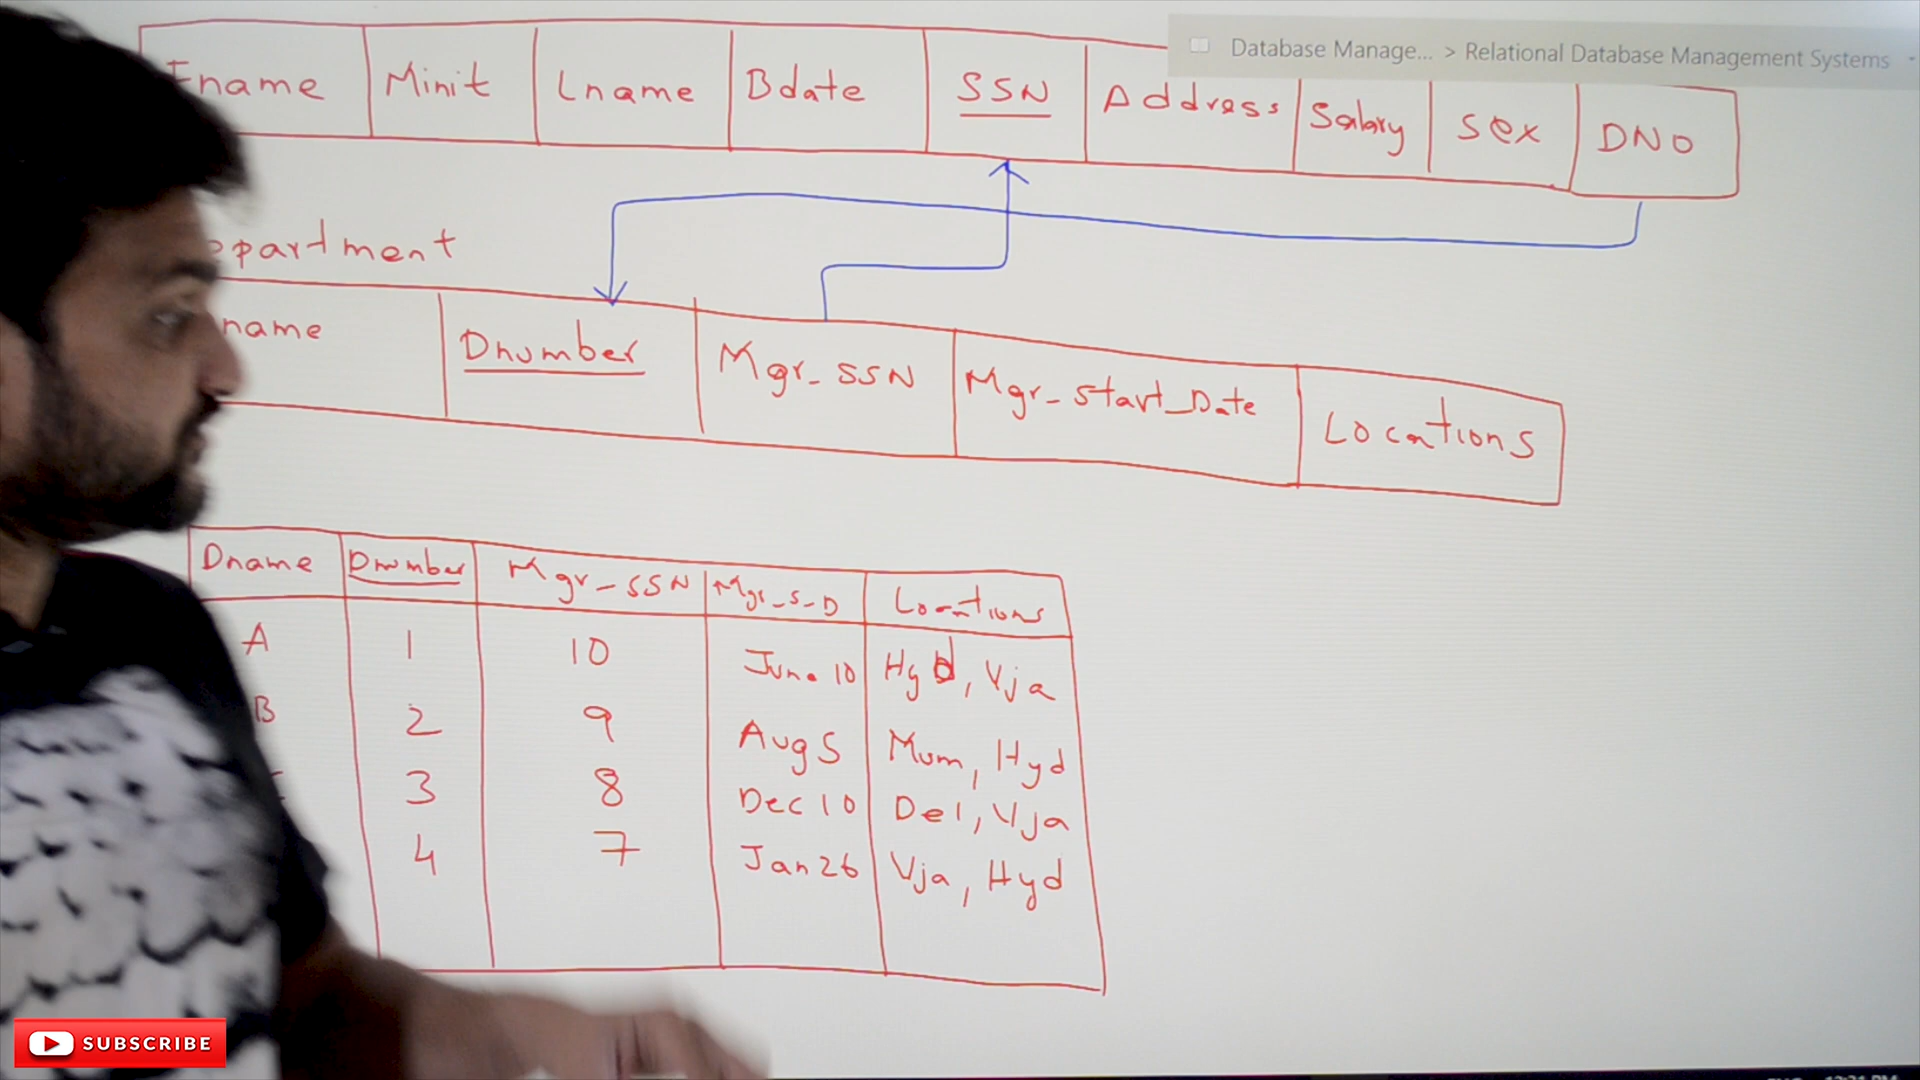 Database Manage... > Relational Database Management Systems
Fname Minit Lname Bdate SSN Address Salary Sex DNO
epartment
name Dnumber Mgr_SSN Mgr_Start_Date Locations
Dname Dnumber Mgr_SSN Mgr_S_D Locations
A 1 10 June 10 Hyd, Vja
B 2 9 Aug 5 Mum, Hyd
3 8 Dec 10 Del, Vja
4 7 Jan 26 Vja, Hyd
SUBSCRIBE